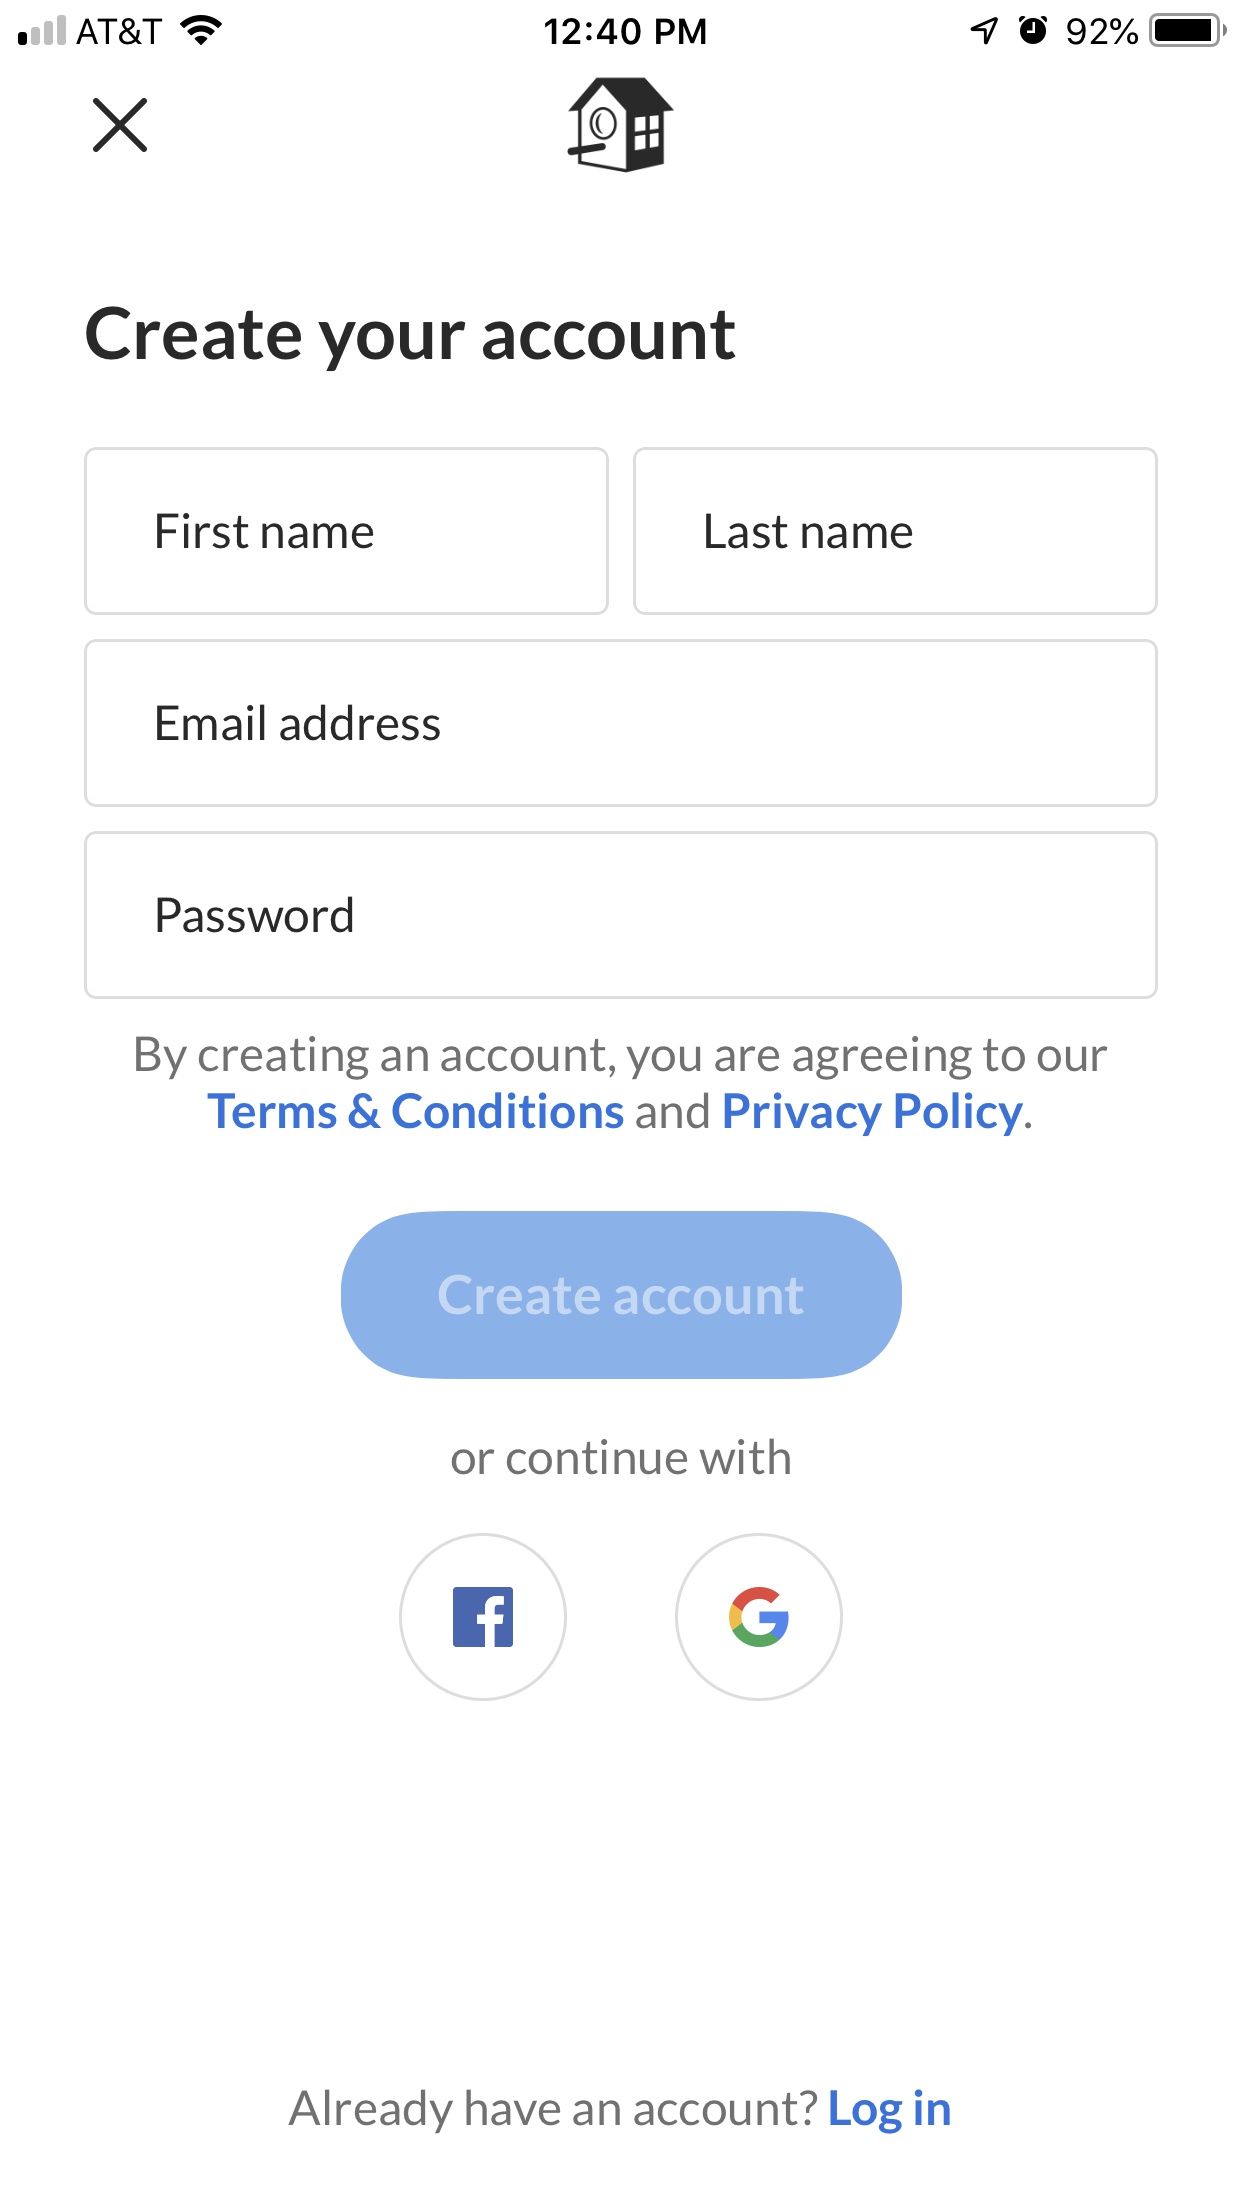 AT&T 12:40 PM 92%
Create your account
First name Last name
Email address
Password
By creating an account, you are agreeing to our
Terms & Conditions and Privacy Policy.
Create account
or continue with
Already have an account? Log in